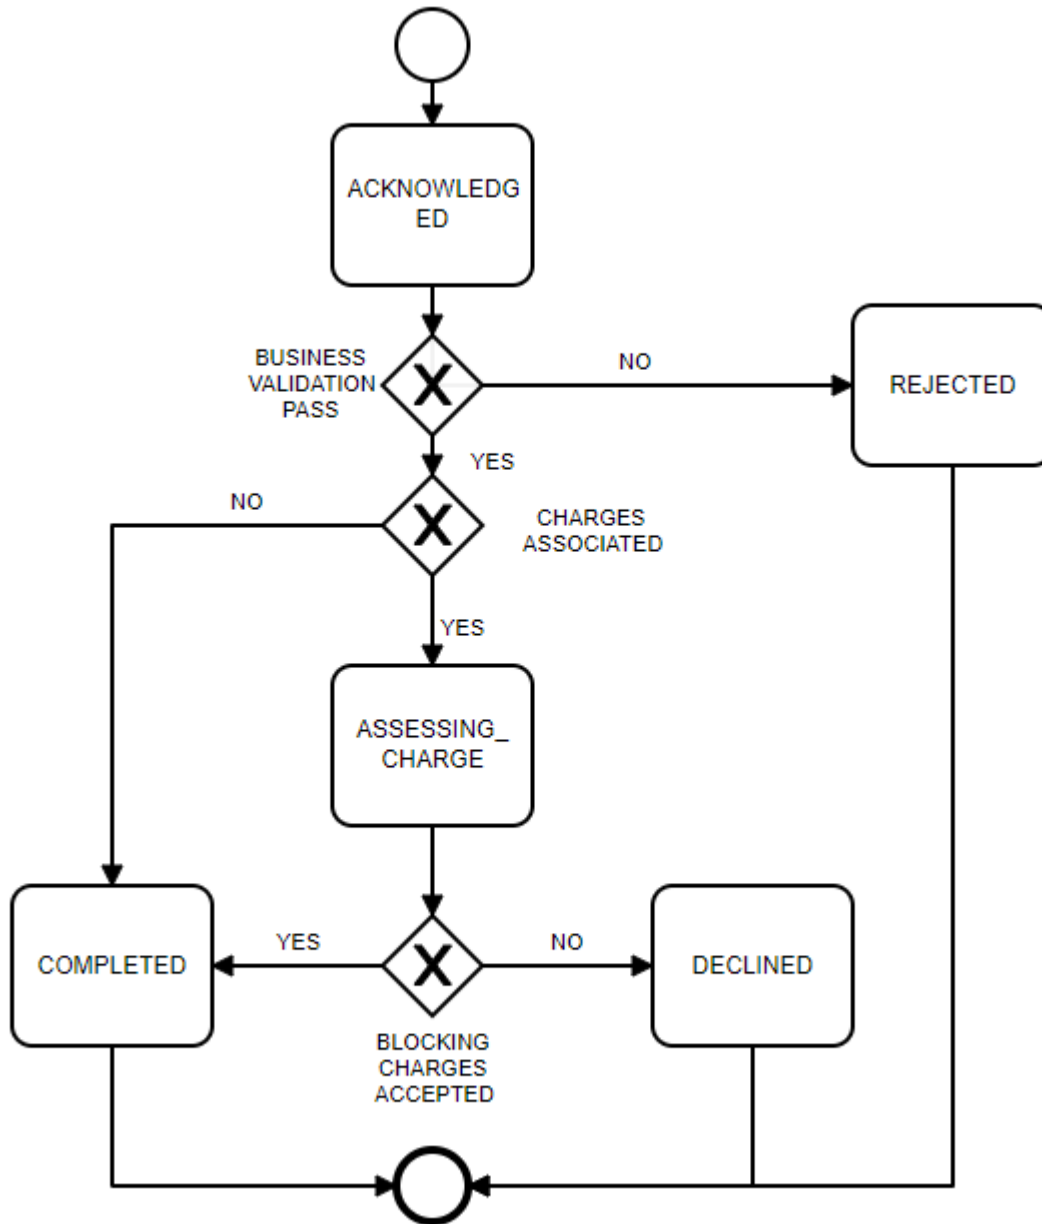 ACKNOWLEDG
ED
BUSINESS
VALIDATION
PASS
NO
REJECTED
YES
NO
CHARGES
ASSOCIATED
YES
ASSESSING_
CHARGE
COMPLETED
YES
NO
DECLINED
BLOCKING
CHARGES
ACCEPTED